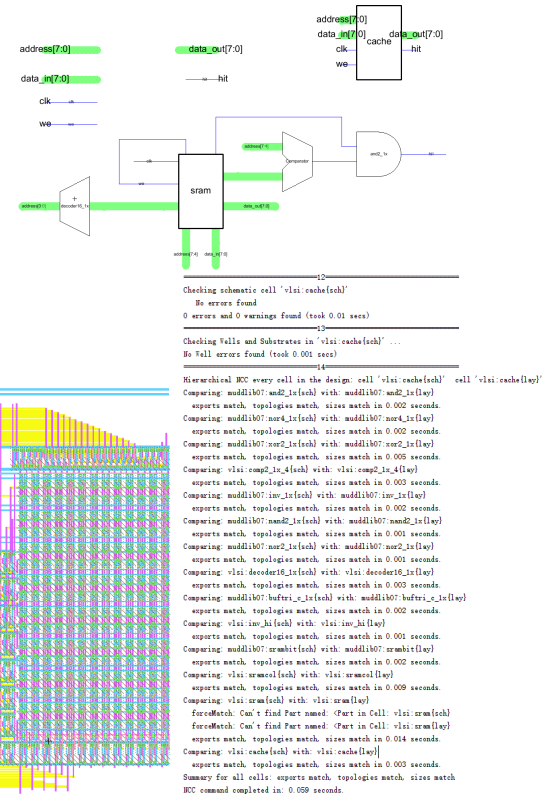 address[7:0]
data_in[7:0]
data_out[7:0]
cache
clk
hit
we
address[7:0]
data_out[7:0]
data_in[7:0]
hit
clk
clk
we
we
address[7:4]
clk
Comparator
and2_1x
hit
we
sram
+
address[3:0]
decoder16_1x
data_out[7:0]
address[7:4]
data_in[7:0]
12
Checking schematic cell 'vlsi:cache{sch}'
No errors found
0 errors and 0 warnings found (took 0.01 secs)
13
Checking Wells and Substrates in 'vlsi:cache{sch}' ...
No Well errors found (took 0.001 secs)
14
Hierarchical NCC every cell in the design: cell 'vlsi:cache{sch}' cell 'vlsi:cache{lay}'
Comparing: muddlib07:and2_1x{sch} with: muddlib07:and2_1x{lay}
exports match, topologies match, sizes match in 0.002 seconds.
Comparing: muddlib07:nor4_1x{sch} with: muddlib07:nor4_1x{lay}
exports match, topologies match, sizes match in 0.002 seconds.
Comparing: muddlib07:xor2_1x{sch} with: muddlib07:xor2_1x{lay}
exports match, topologies match, sizes match in 0.005 seconds.
Comparing: vlsi:comp2_1x_4{sch} with: vlsi:comp2_1x_4{lay}
exports match, topologies match, sizes match in 0.003 seconds.
Comparing: muddlib07:inv_1x{sch} with: muddlib07:inv_1x{lay}
exports match, topologies match, sizes match in 0.002 seconds.
Comparing: muddlib07:nand2_1x{sch} with: muddlib07:nand2_1x{lay}
exports match, topologies match, sizes match in 0.001 seconds.
Comparing: muddlib07:nor2_1x{sch} with: muddlib07:nor2_1x{lay}
exports match, topologies match, sizes match in 0.001 seconds.
Comparing: vlsi:decoder16_1x{sch} with: vlsi:decoder16_1x{lay}
exports match, topologies match, sizes match in 0.003 seconds.
Comparing: muddlib07:buftri_c_1x{sch} with: muddlib07:buftri_c_1x{lay}
exports match, topologies match, sizes match in 0.002 seconds.
Comparing: vlsi:inv_hi{sch} with: vlsi:inv_hi{lay}
exports match, topologies match, sizes match in 0.001 seconds.
Comparing: muddlib07:srambit{sch} with: muddlib07:srambit{lay}
exports match, topologies match, sizes match in 0.002 seconds.
Comparing: vlsi:sramcol{sch} with: vlsi:sramcol{lay}
exports match, topologies match, sizes match in 0.009 seconds.
Comparing: vlsi:sram{sch} with: vlsi:sram{lay}
forceMatch: Can't find Part named: (Part in Cell: vlsi:sram{sch}
forceMatch: Can't find Part named: (Part in Cell: vlsi:sram{lay}
exports match, topologies match, sizes match in 0.014 seconds.
Comparing: vlsi:cache{sch} with: vlsi:cache{lay}
exports match, topologies match, sizes match in 0.003 seconds.
Summary for all cells: exports match, topologies match, sizes match
NCC command completed in: 0.059 seconds.